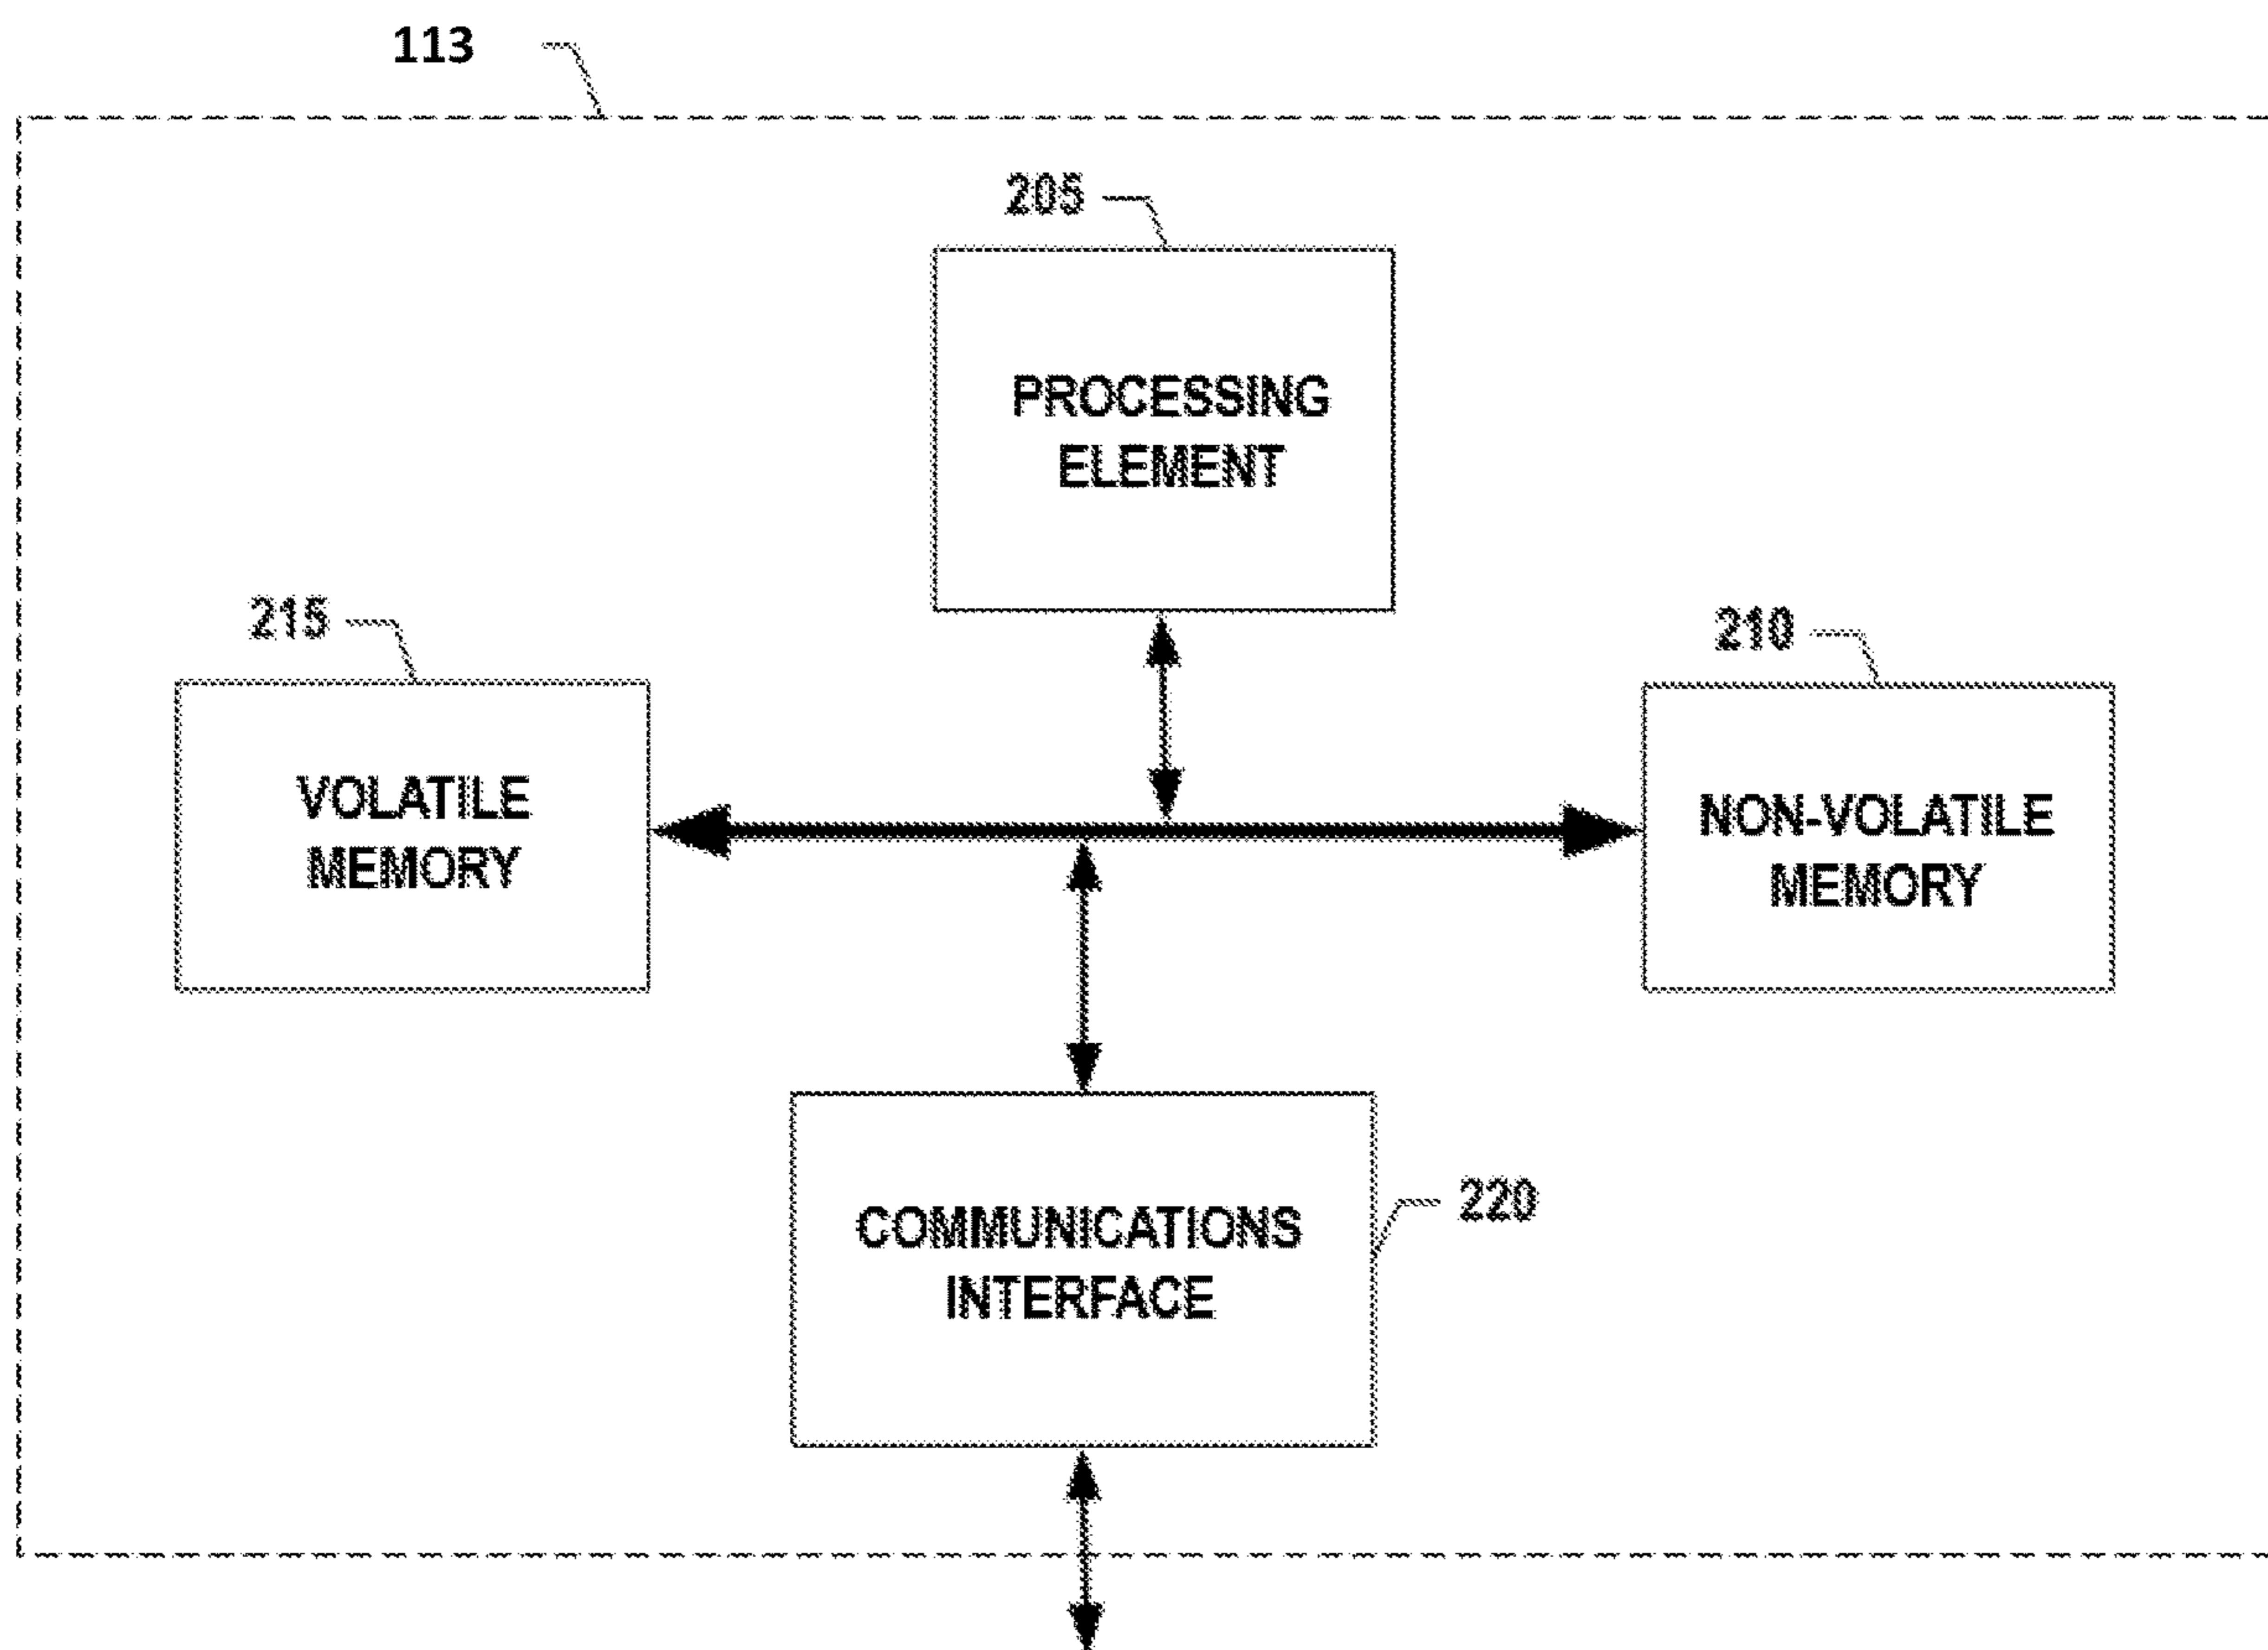 113
205
PROCESSING
ELEMENT
215
210
VOLATILE
MEMORY
NON-VOLATILE
MEMORY
COMMUNICATIONS
INTERFACE
220